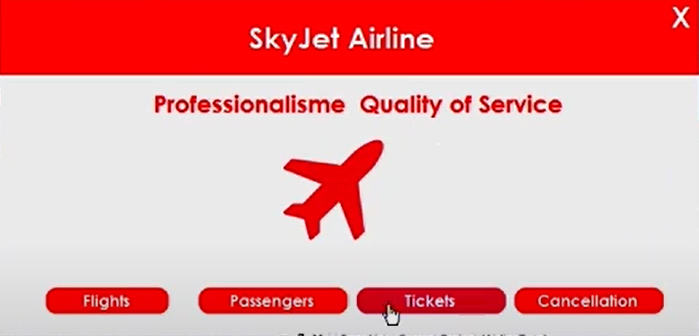 X
SkyJet Airline
Professionalisme Quality of Service
Flights Passengers Tickets Cancellation